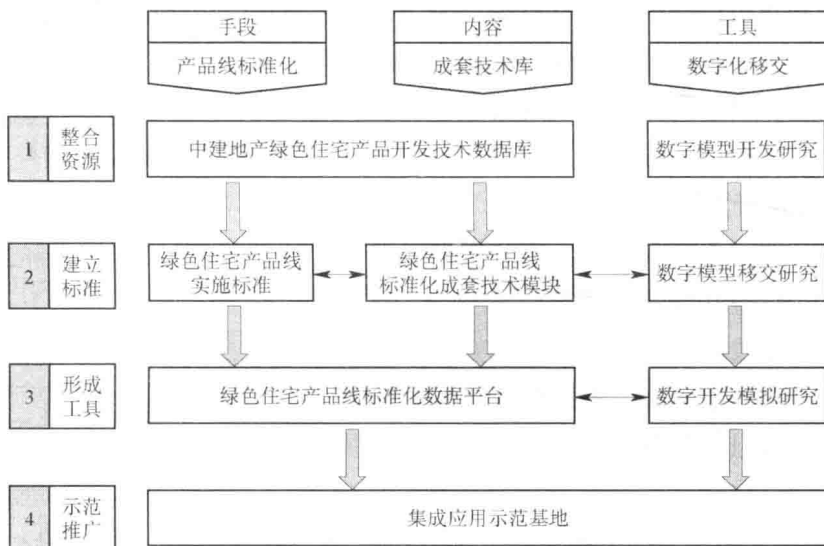 手段
内容
工具
产品线标准化
成套技术库
数字化移交
1
整合
资源
中建地产绿色住宅产品开发技术数据库
数字模型开发研究
2
建立
标准
绿色住宅产品线
实施标准
绿色住宅产品线
标准化成套技术模块
数字模型移交研究
3
形成
工具
绿色住宅产品线标准化数据平台
数字开发模拟研究
4
示范
推广
集成应用示范基地